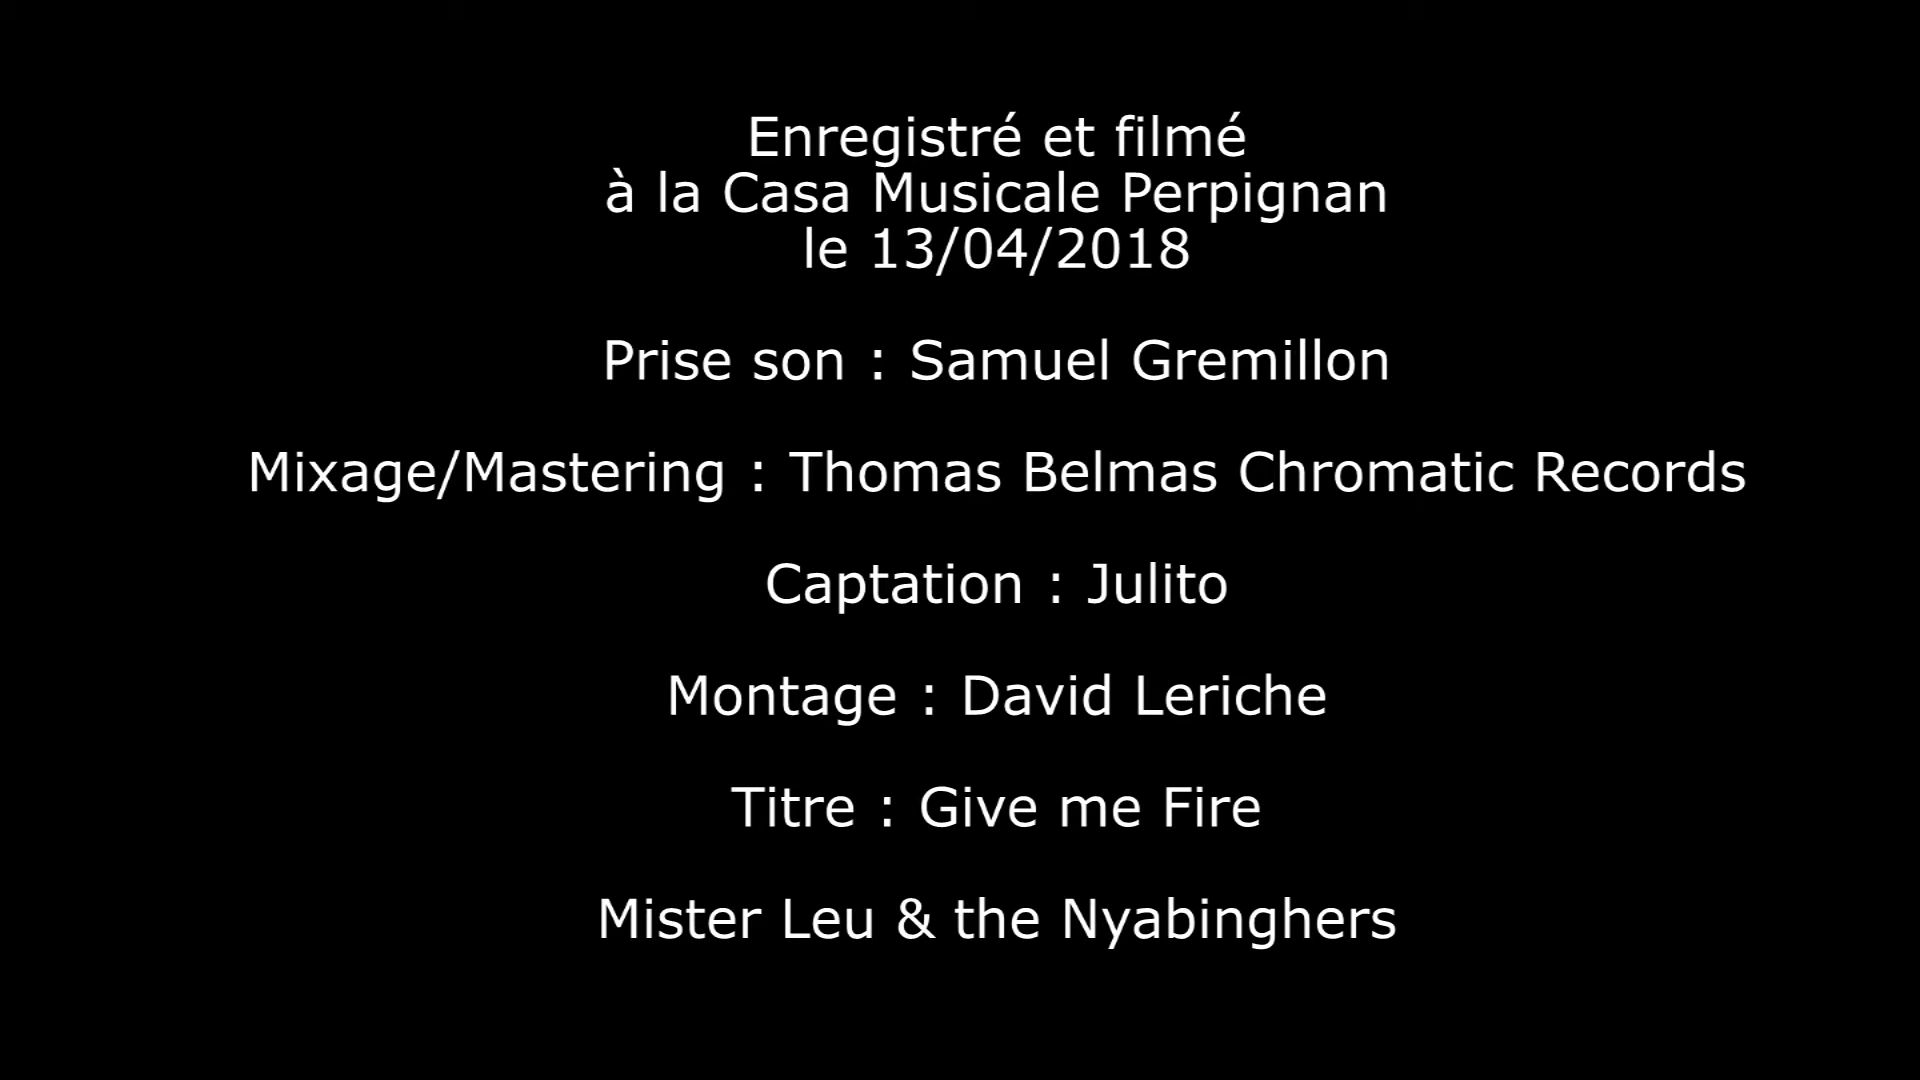 Enregistré et filmé
à la Casa Musicale Perpignan
le 13/04/2018
Prise son : Samuel Gremillon
Mixage/Mastering : Thomas Belmas Chromatic Records
Captation : Julito
Montage : David Leriche
Titre : Give me Fire
Mister Leu & the Nyabinghers